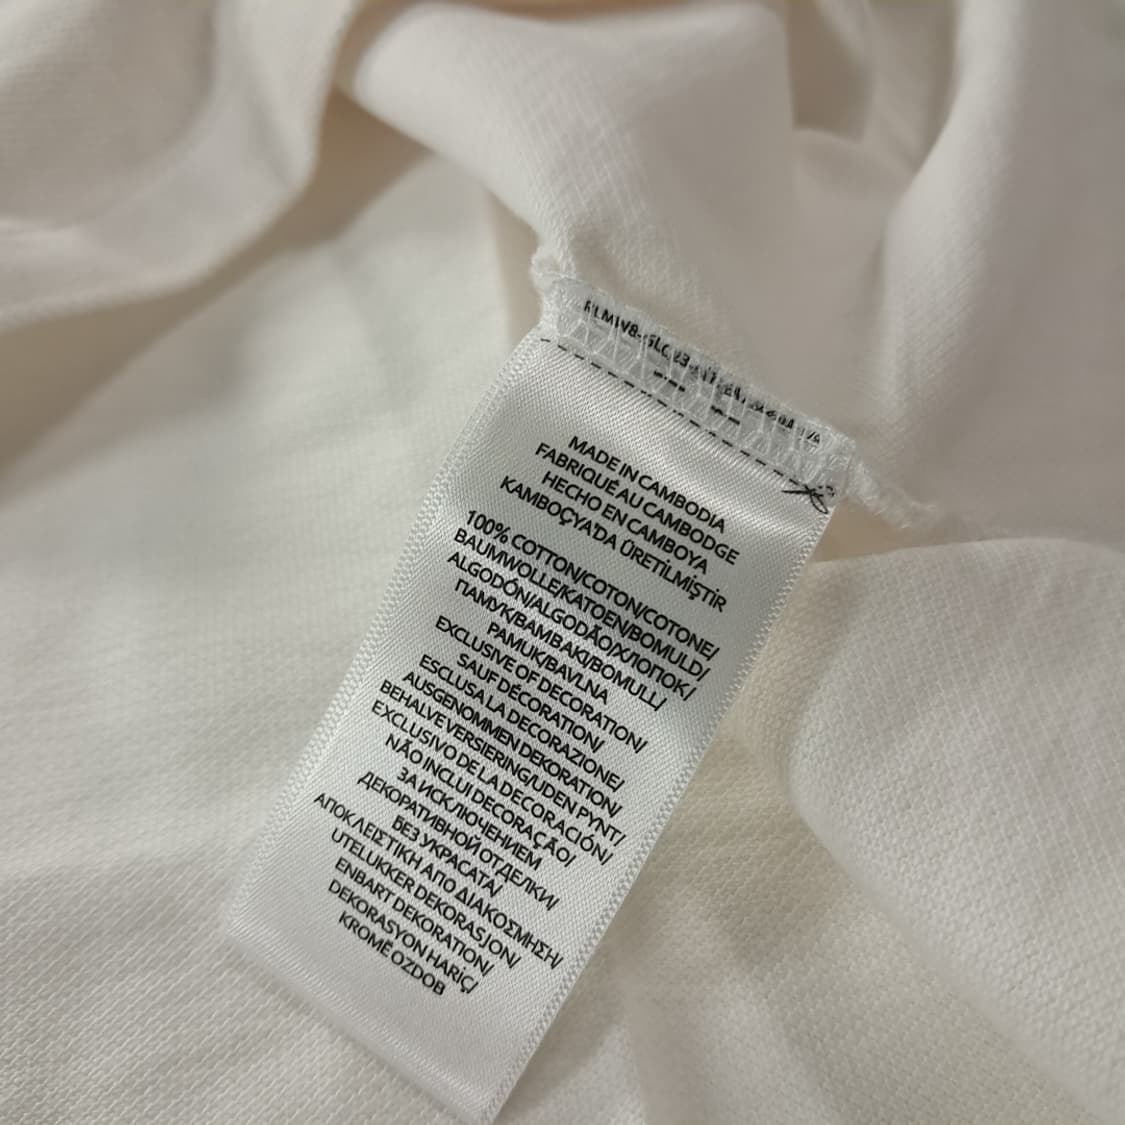 MADE IN CAMBODIA
FABRIQUÉ AU CAMBODGE
HECHO EN CAMBOYA
KAMBOÇYA'DA ÜRETİLMİŞTİR
100% COTTON/COTON/COTONE/
BAUMWOLLE/KATOEN/BOMULD/
ALGODÓN/ALGODÃO/ХЛОПОК/
ПАМУК/ΒΑΜΒΑΚΙ/BOMULL/
PAMUK/BAVLNA
EXCLUSIVE OF DECORATION/
SAUF DÉCORATION/
ESCLUSA LA DECORAZIONE/
AUSGENOMMEN DEKORATION/
BEHALVE VERSIERING/UDEN PYNT/
EXCLUSIVO DE LA DECORACIÓN/
NÃO INCLUI DECORAÇÃO/
ЗА ИСКЛЮЧЕНИЕМ
ДЕКОРАТИВНОЙ ОТДЕЛКИ/
БЕЗ УКРАСАТА/
ΑΠΟΚΛΕΙΣΤΙΚΗ ΑΠΟ ΔΙΑΚΟΣΜΗΣΗ/
UTELUKKER DEKORASJON/
ENBART DEKORATION/
DEKORASYON HARİÇ/
KROMĚ OZDOB